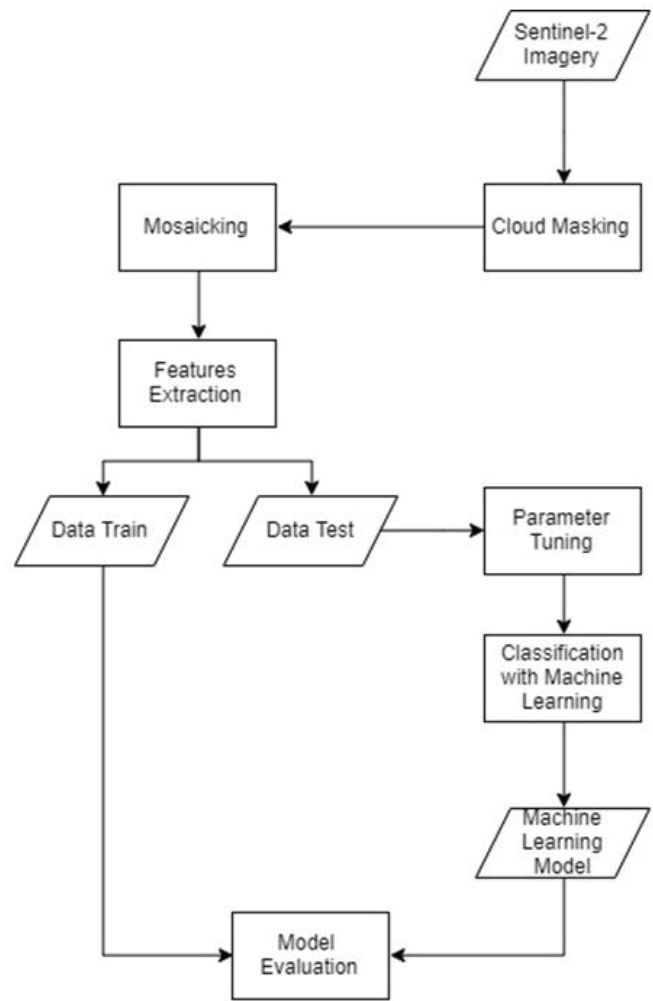 Sentinel-2
Imagery
Cloud Masking
Mosaicking
Features
Extraction
Data Train
Data Test
Parameter
Tuning
Classification
with Machine
Learning
Machine
Learning
Model
Model
Evaluation